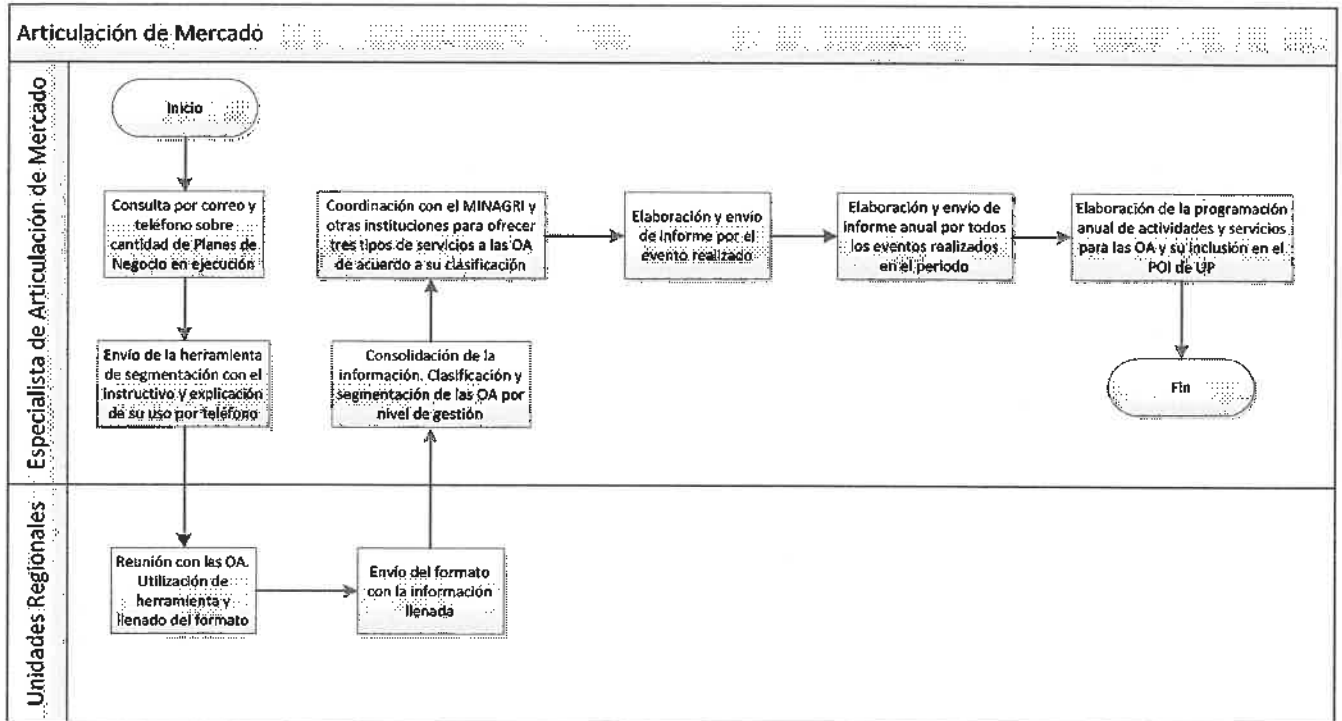 Articulación de Mercado
Especialista de Articulación de Mercado
Inicio
Consulta por correo y
teléfono sobre
cantidad de Planes de
Negocio en ejecución
Envío de la herramienta
de segmentación con el
Instructivo y explicación
de su uso por teléfono
Unidades Regionales
Reunión con las OA.
Utilización de
herramienta y
llenado del formato
Envío del formato
con la información
llenada
Consolidación de la
información. Clasificación y
segmentación de las OA por
nivel de gestión
Coordinación con el MINAGRI y
otras instituciones para ofrecer
tres tipos de servicios a las OA
de acuerdo a su clasificación
Elaboración y envío
de informe por el
evento realizado
Elaboración y envío de
informe anual por todos
los eventos realizados
en el periodo
Elaboración de la programación
anual de actividades y servicios
para las OA y su inclusión en el
POI de UP
Fin